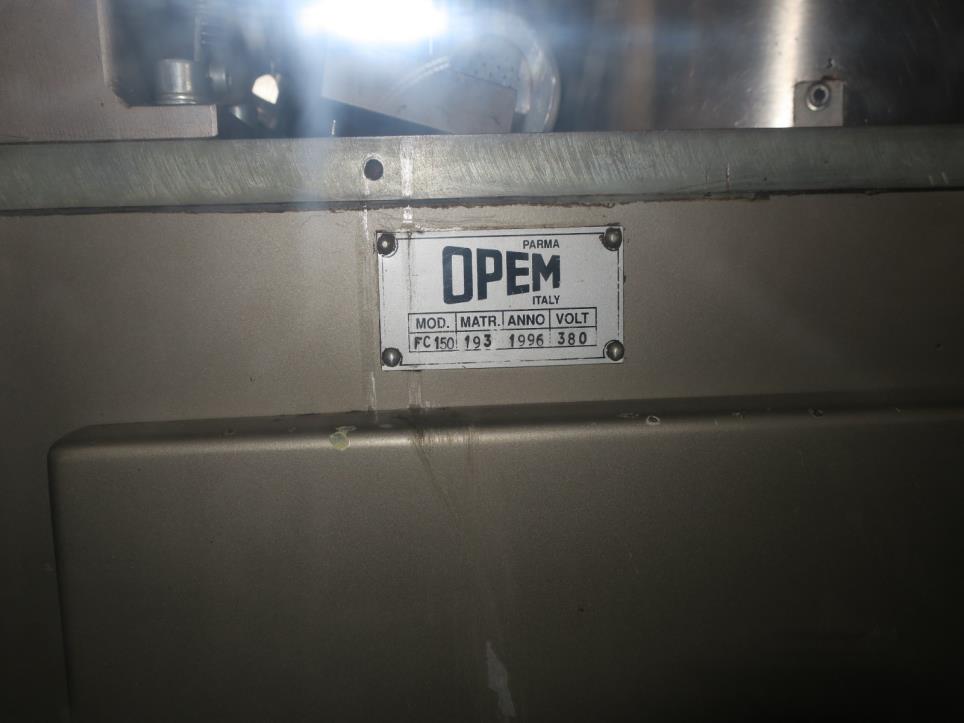 PARMA
OPEM
ITALY
MOD. MATR. ANNO VOLT
FC150 193 1996 380